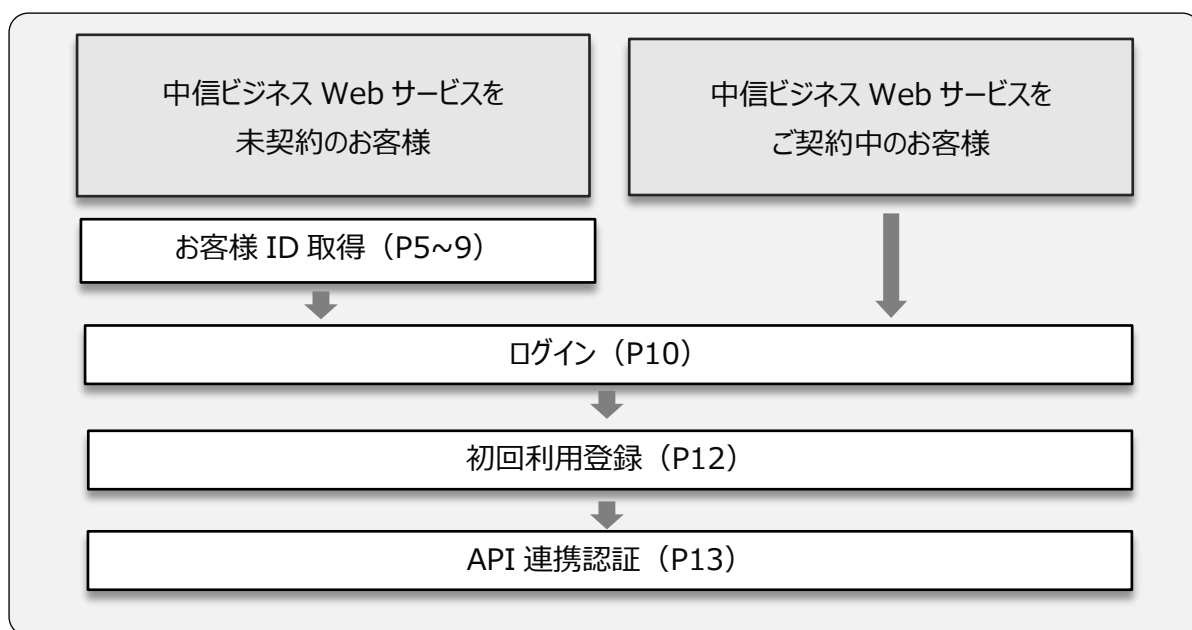 中信ビジネス Web サービスを
未契約のお客様
中信ビジネス Web サービスを
ご契約中のお客様
お客様 ID 取得（P5~9）
ログイン（P10）
初回利用登録（P12）
API 連携認証（P13）